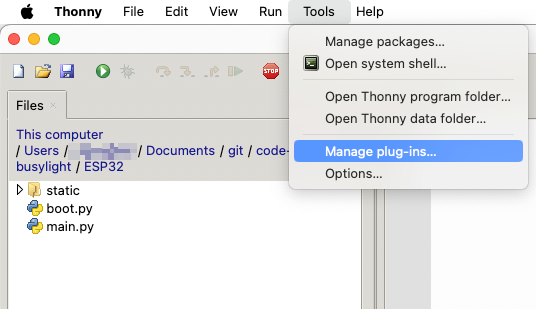 Thonny File Edit View Run Tools Help
Manage packages...
Open system shell...
Open Thonny program folder...
Open Thonny data folder...
Manage plug-ins...
Options...
STOP
Files
This computer
/ Users / / Documents / git / code-
busylight / ESP32
static
boot.py
main.py